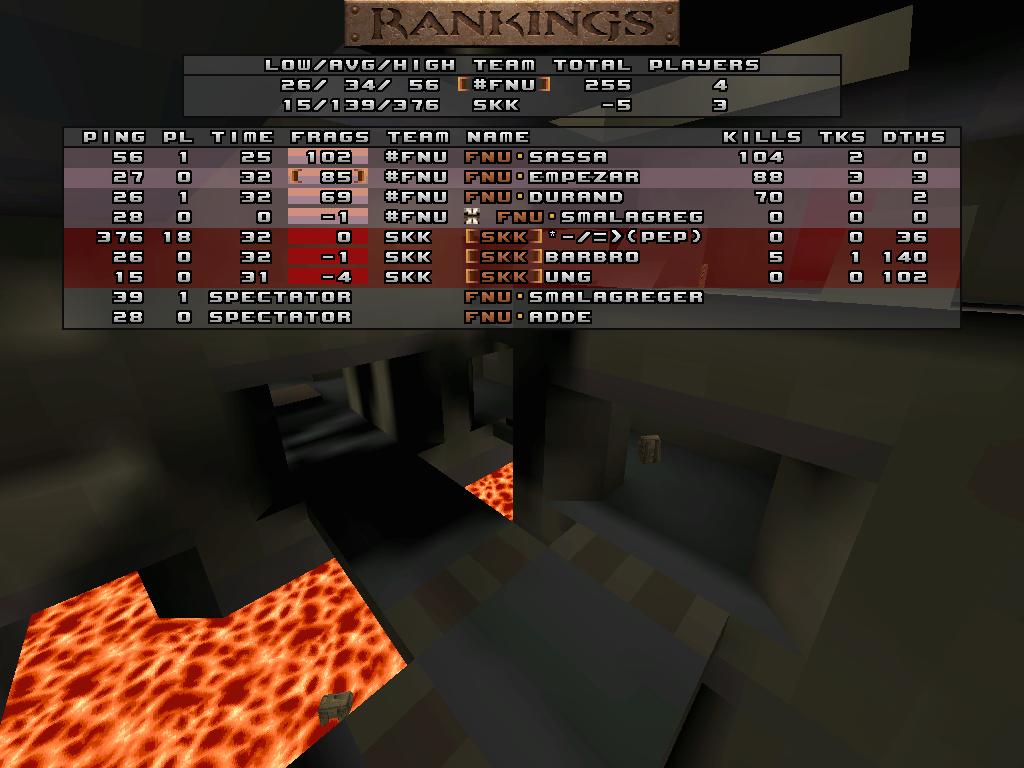 RANKINGS
LOW/AVG/HIGH TEAM TOTAL PLAYERS
26/ 34/ 56 [#FNU] 255 4
15/139/376 SKK -5 3
PING PL TIME FRAGS TEAM NAME KILLS TKS DTHS
56 1 25 102 #FNU FNU·SASSA 104 2 0
27 0 32 [ 85] #FNU FNU·EMPEZAR 88 3 3
26 1 32 69 #FNU FNU·DURAND 70 0 2
28 0 0 -1 #FNU FNU·SMALAGREG 0 0 0
376 18 32 0 SKK [SKK]*-/=>(PEP) 0 0 36
26 0 32 -1 SKK [SKK]BARBRO 5 1 140
15 0 31 -4 SKK [SKK]UNG 0 0 102
39 1 SPECTATOR FNU·SMALAGREGER
28 0 SPECTATOR FNU·ADDE